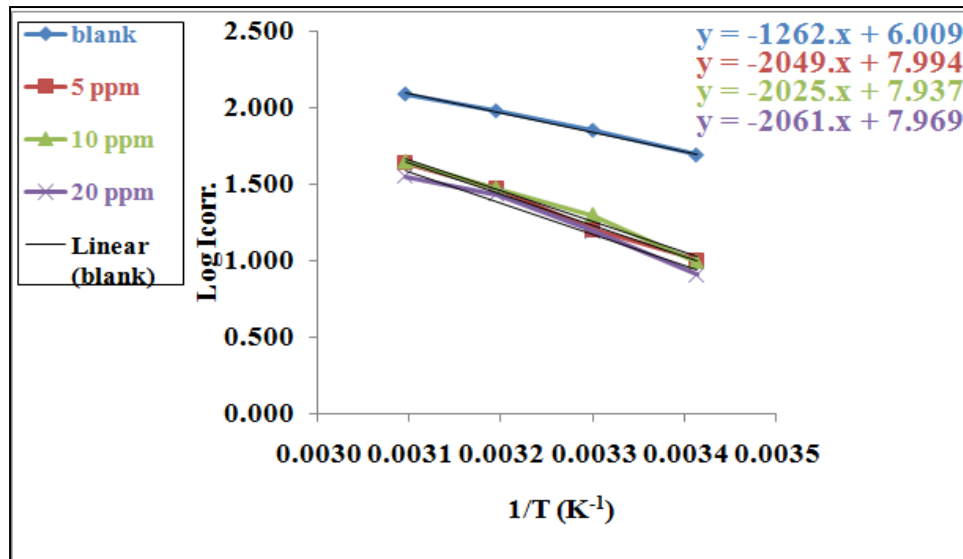 blank
5 ppm
10 ppm
20 ppm
Linear
(blank)
y = -1262.x + 6.009
y = -2049.x + 7.994
y = -2025.x + 7.937
y = -2061.x + 7.969
Log Icorr.
2.500
2.000
1.500
1.000
0.500
0.000
0.0030 0.0031 0.0032 0.0033 0.0034 0.0035
1/T (K⁻¹)